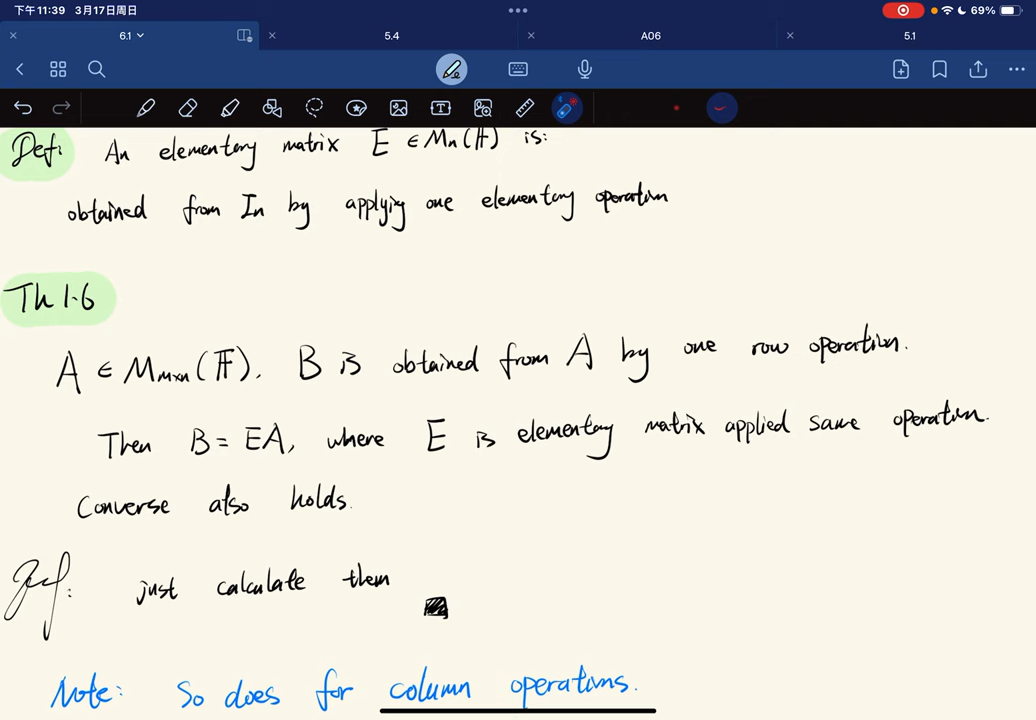 下午11:39 3月17日周日
69%
6.1
5.4
A06
5.1
Def: An elementary matrix E ∈ Mn(F) is:
obtained from In by applying one elementary operation
Th 1.6
A ∈ Mm×n(F). B is obtained from A by one row operation.
Then B = EA, where E is elementary matrix applied same operation.
Converse also holds.
Proof: just calculate them
Note: So does for column operations.